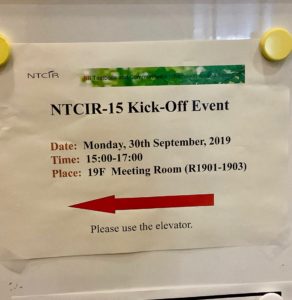 NTCIR
NTCIR-15 Kick-Off Event
Date: Monday, 30th September, 2019
Time: 15:00-17:00
Place: 19F Meeting Room (R1901-1903)
Please use the elevator.